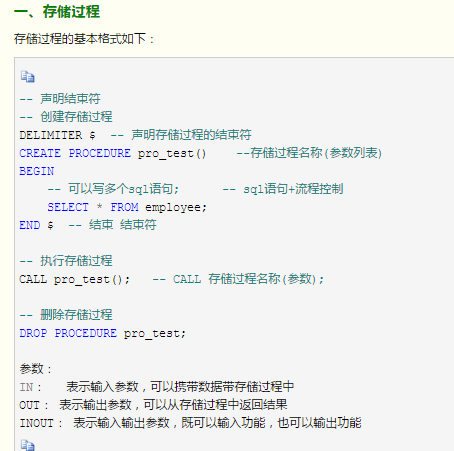 一、存储过程
存储过程的基本格式如下：
-- 声明结束符
-- 创建存储过程
DELIMITER $  -- 声明存储过程的结束符
CREATE PROCEDURE pro_test()    --存储过程名称(参数列表)
BEGIN
    -- 可以写多个sql语句;      -- sql语句+流程控制
    SELECT * FROM employee;
END $  -- 结束 结束符
-- 执行存储过程
CALL pro_test();   -- CALL 存储过程名称(参数);
-- 删除存储过程
DROP PROCEDURE pro_test;
参数：
IN：   表示输入参数，可以携带数据带存储过程中
OUT： 表示输出参数，可以从存储过程中返回结果
INOUT： 表示输入输出参数，既可以输入功能，也可以输出功能